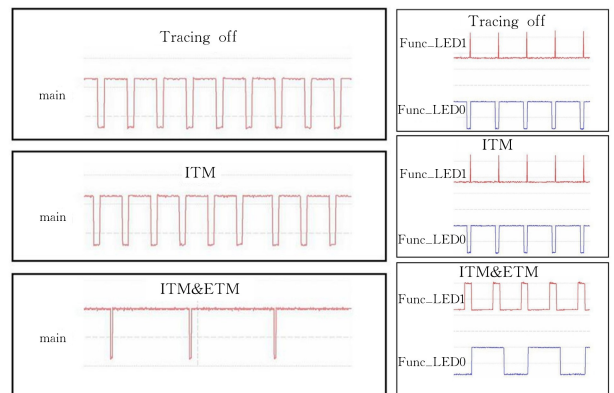 Tracing off
main
ITM
main
ITM&ETM
main
Tracing off
Func_LED1
Func_LED0
ITM
Func_LED1
Func_LED0
ITM&ETM
Func_LED1
Func_LED0